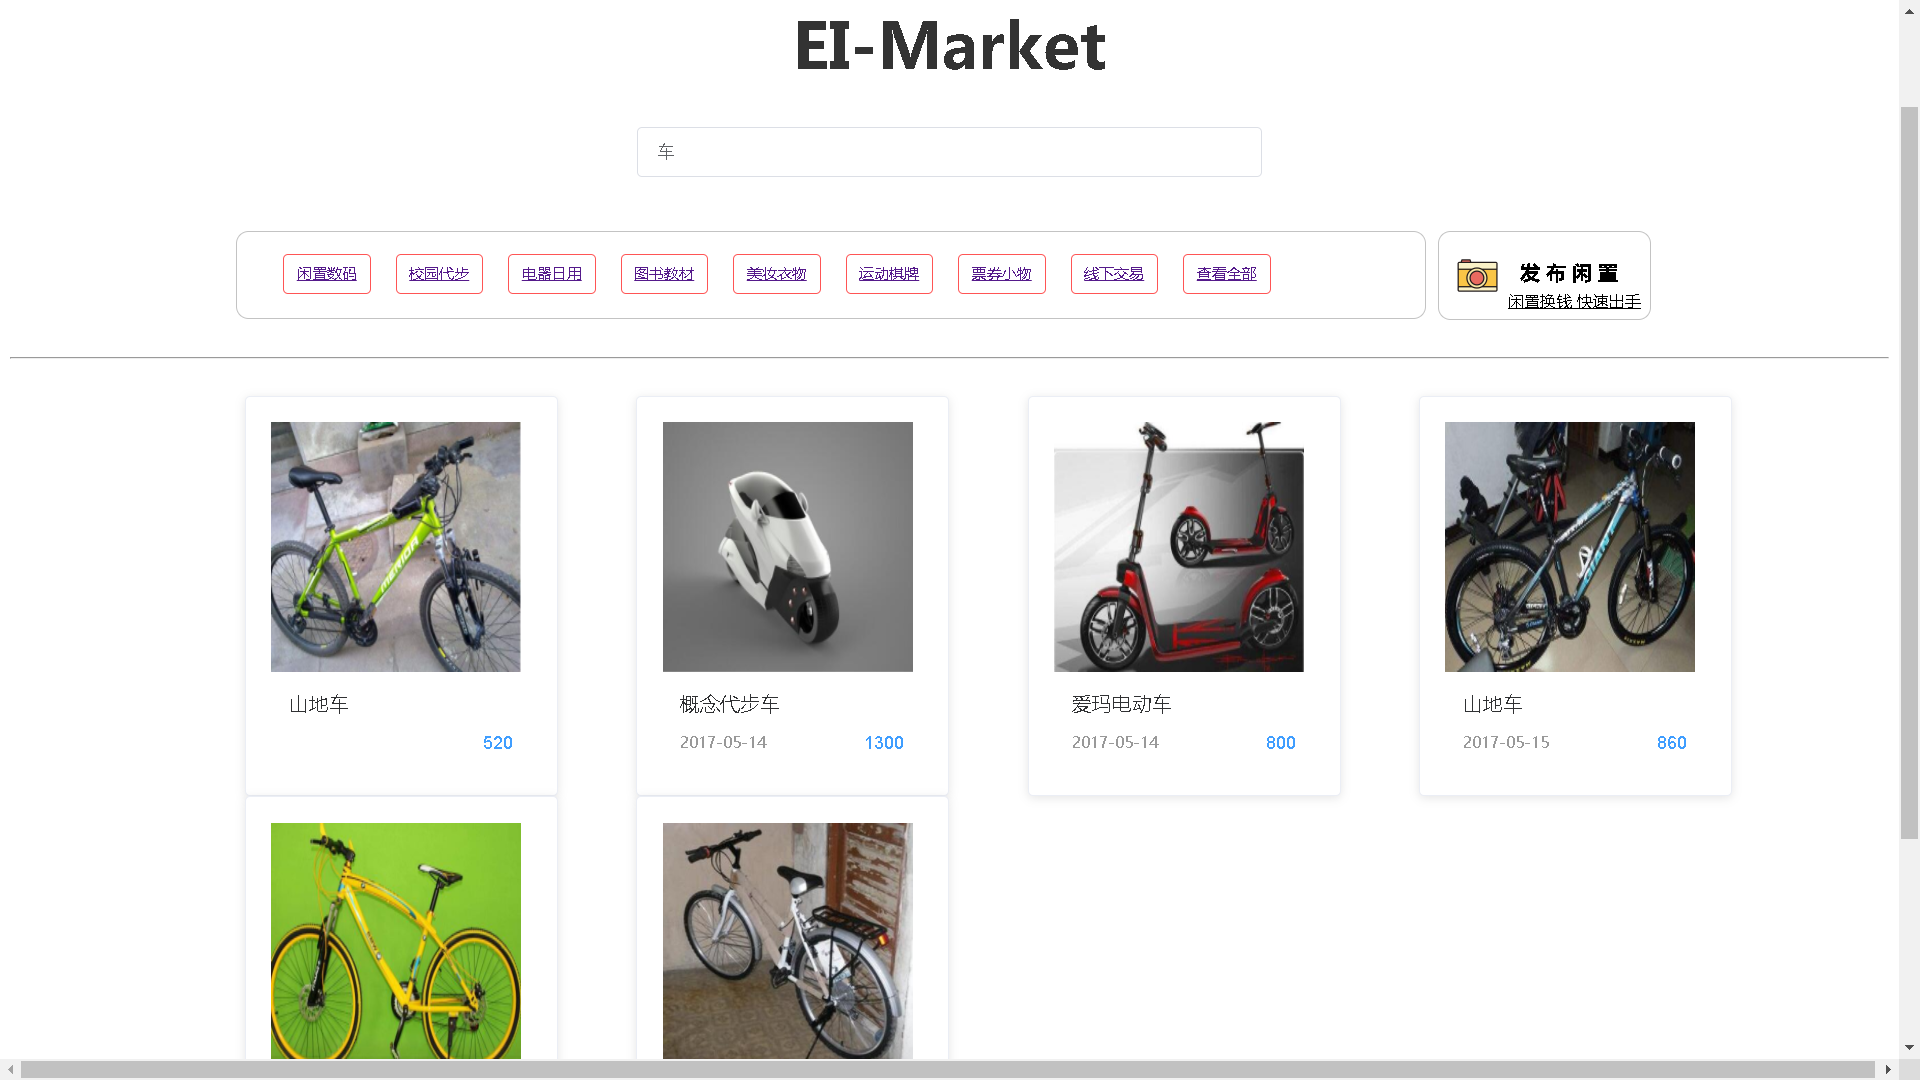 EI-Market
车
闲置数码 校园代步 电器日用 图书教材 美妆衣物 运动棋牌 票券小物 线下交易 查看全部
发布闲置
闲置换钱 快速出手
MERIDA
GIANT
山地车
520
概念代步车
2017-05-14 1300
爱玛电动车
2017-05-14 800
山地车
2017-05-15 860